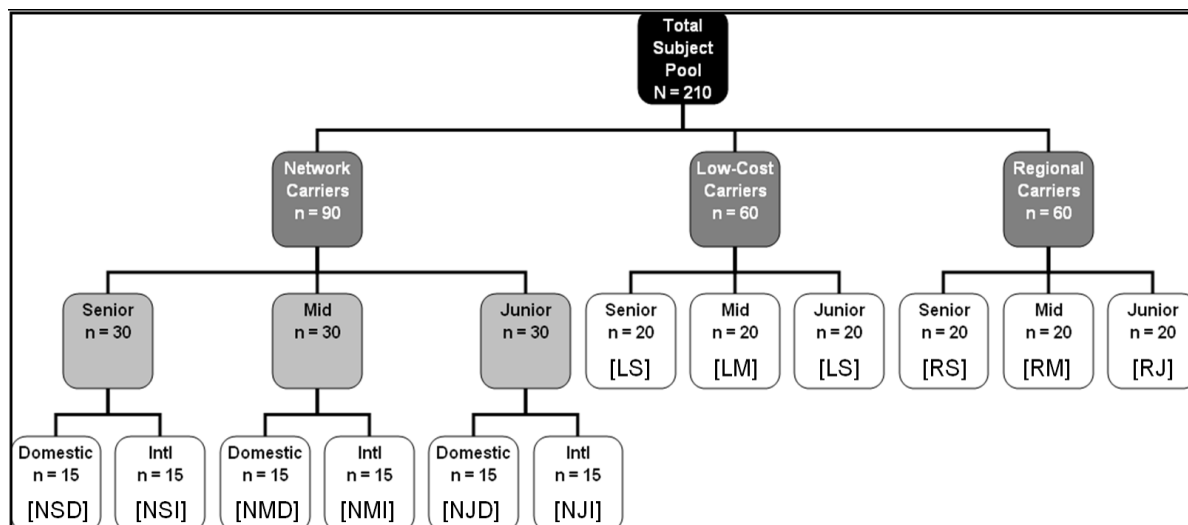 Total
Subject
Pool
N = 210
Network
Carriers
n = 90
Low-Cost
Carriers
n = 60
Regional
Carriers
n = 60
Senior
n = 30
Mid
n = 30
Junior
n = 30
Senior
n = 20
[LS]
Mid
n = 20
[LM]
Junior
n = 20
[LS]
Senior
n = 20
[RS]
Mid
n = 20
[RM]
Junior
n = 20
[RJ]
Domestic
n = 15
[NSD]
Intl
n = 15
[NSI]
Domestic
n = 15
[NMD]
Intl
n = 15
[NMI]
Domestic
n = 15
[NJD]
Intl
n = 15
[NJI]